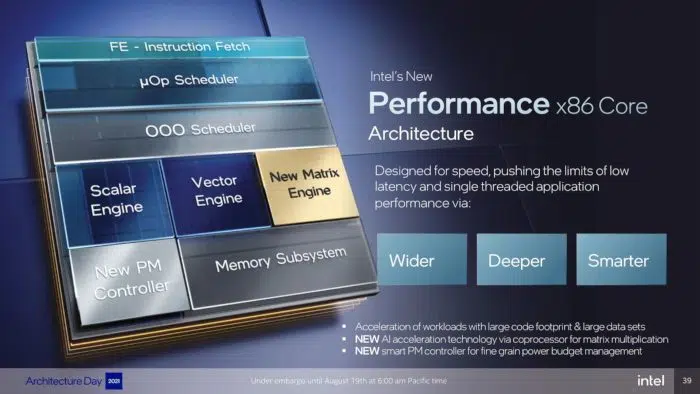 FE - Instruction Fetch
µOp Scheduler
OOO Scheduler
Scalar
Engine
Vector
Engine
New Matrix
Engine
New PM
Controller
Memory Subsystem
Intel's New
Performance x86 Core
Architecture
Designed for speed, pushing the limits of low
latency and single threaded application
performance via:
Wider
Deeper
Smarter
• Acceleration of workloads with large code footprint & large data sets
• NEW AI acceleration technology via coprocessor for matrix multiplication
• NEW smart PM controller for fine grain power budget management
Architecture Day 2021
Under embargo until August 19th at 6:00 am Pacific time
intel
39